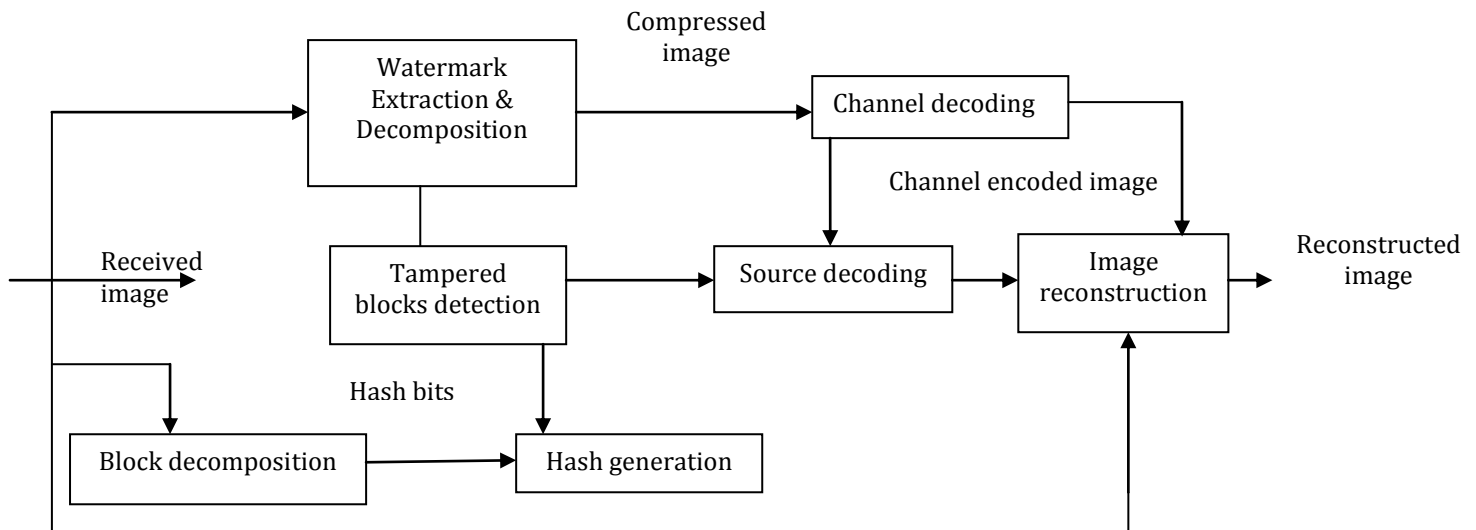 Compressed
image
Watermark
Extraction &
Decomposition
Channel decoding
Channel encoded image
Received
image
Tampered
blocks detection
Source decoding
Image
reconstruction
Reconstructed
image
Hash bits
Block decomposition
Hash generation